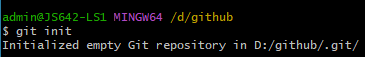 admin@JS642-LS1 MINGW64 /d/github
$ git init
Initialized empty Git repository in D:/github/.git/